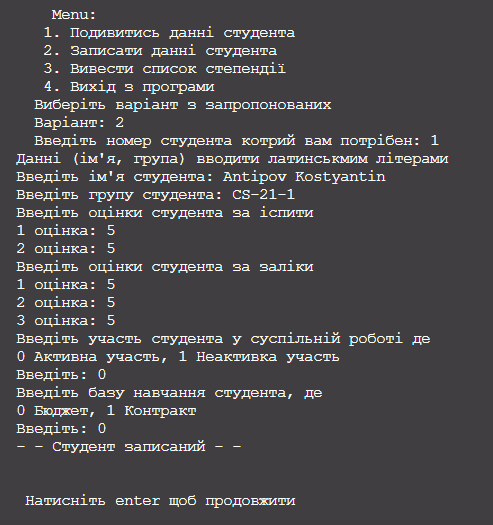 Menu:
1. Подивитись данні студента
2. Записати данні студента
3. Вивести список степендії
4. Вихід з програми
Виберіть варіант з запропонованих
Варіант: 2
Введіть номер студента котрий вам потрібен: 1
Данні (ім'я, група) вводити латинськмим літерами
Введіть ім'я студента: Antipov Kostyantin
Введіть групу студента: CS-21-1
Введіть оцінки студента за іспити
1 оцінка: 5
2 оцінка: 5
Введіть оцінки студента за заліки
1 оцінка: 5
2 оцінка: 5
3 оцінка: 5
Введіть участь студента у суспільній роботі де
0 Активна участь, 1 Неактивка участь
Введіть: 0
Введіть базу навчання студента, де
0 Бюджет, 1 Контракт
Введіть: 0
- - Студент записаний - -
Натисніть enter щоб продовжити